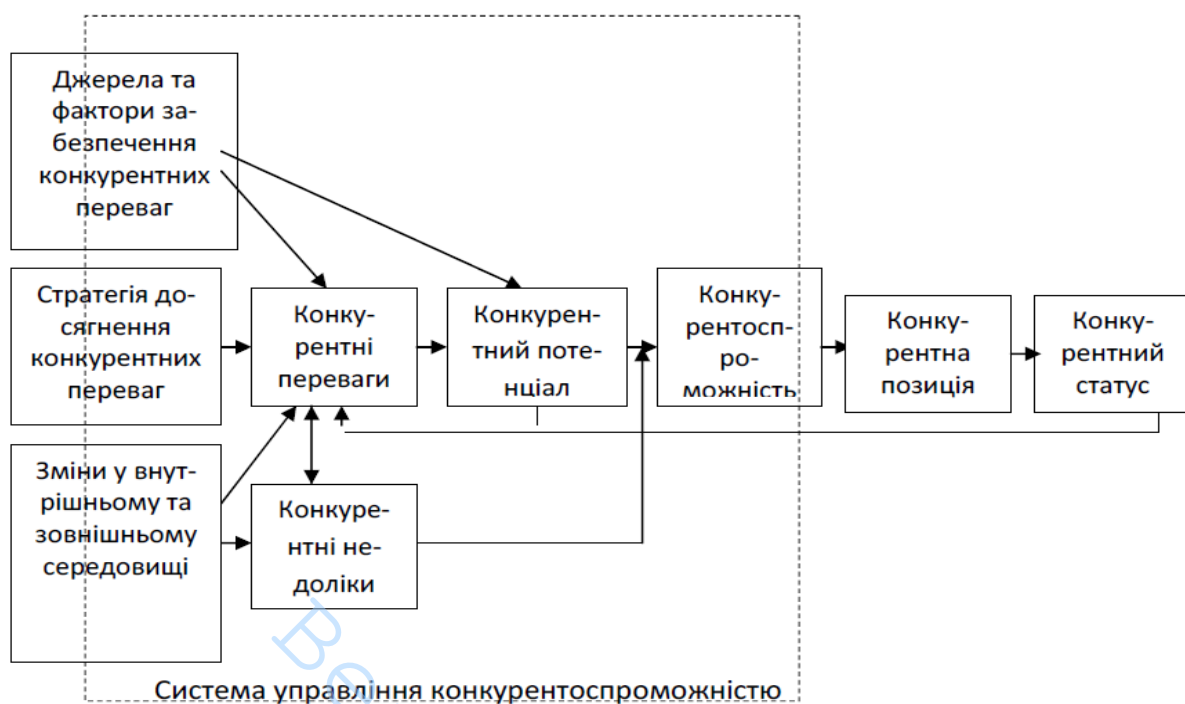 Джерела та
фактори за-
безпечення
конкурентних
переваг
Стратегія до-
сягнення
конкурентних
переваг
Конку-
рентні
переваги
Конкурен-
тний поте-
нціал
Конку-
рентосп-
ро-
можність
Конку-
рентна
позиція
Конку-
рентний
статус
Зміни у внут-
рішньому та
зовнішньому
середовищі
Конкуре-
нтні не-
доліки
Ве
Система управління конкурентоспроможністю